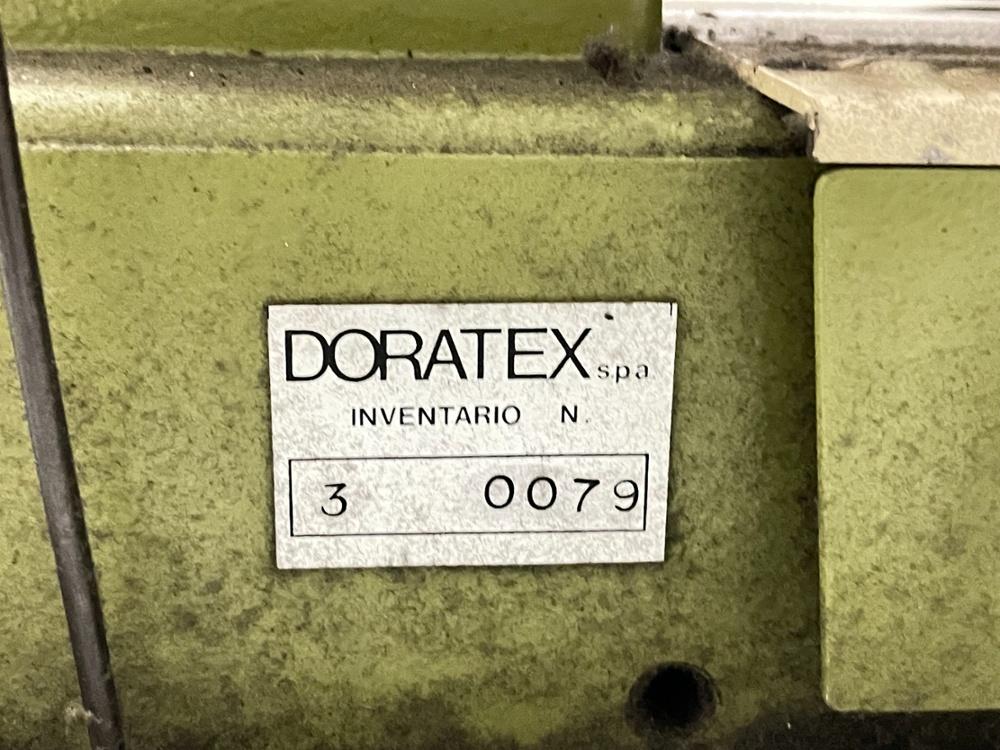 DORATEX s.p.a
INVENTARIO N.
3 0079